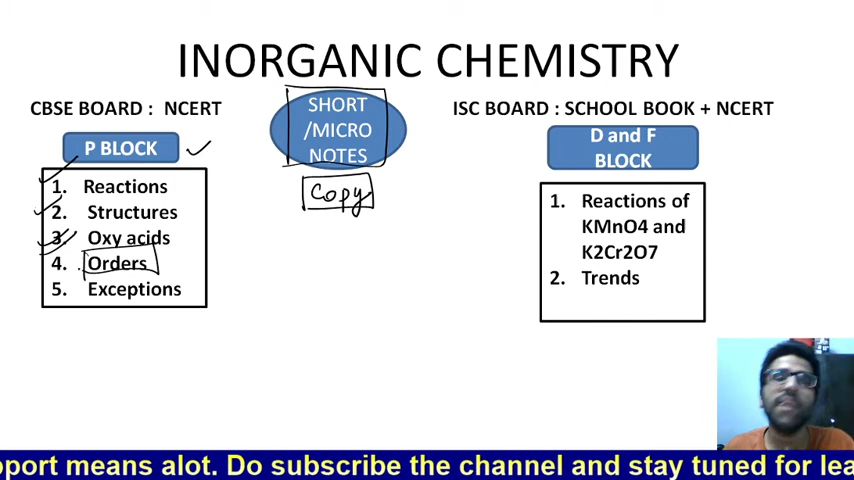 INORGANIC CHEMISTRY
CBSE BOARD : NCERT
SHORT
/MICRO
NOTES
Copy
ISC BOARD : SCHOOL BOOK + NCERT
P BLOCK
1. Reactions
2. Structures
3. Oxy acids
4. Orders
5. Exceptions
D and F
BLOCK
1. Reactions of
KMnO4 and
K2Cr2O7
2. Trends
means alot. Do subscribe the channel and stay tuned for